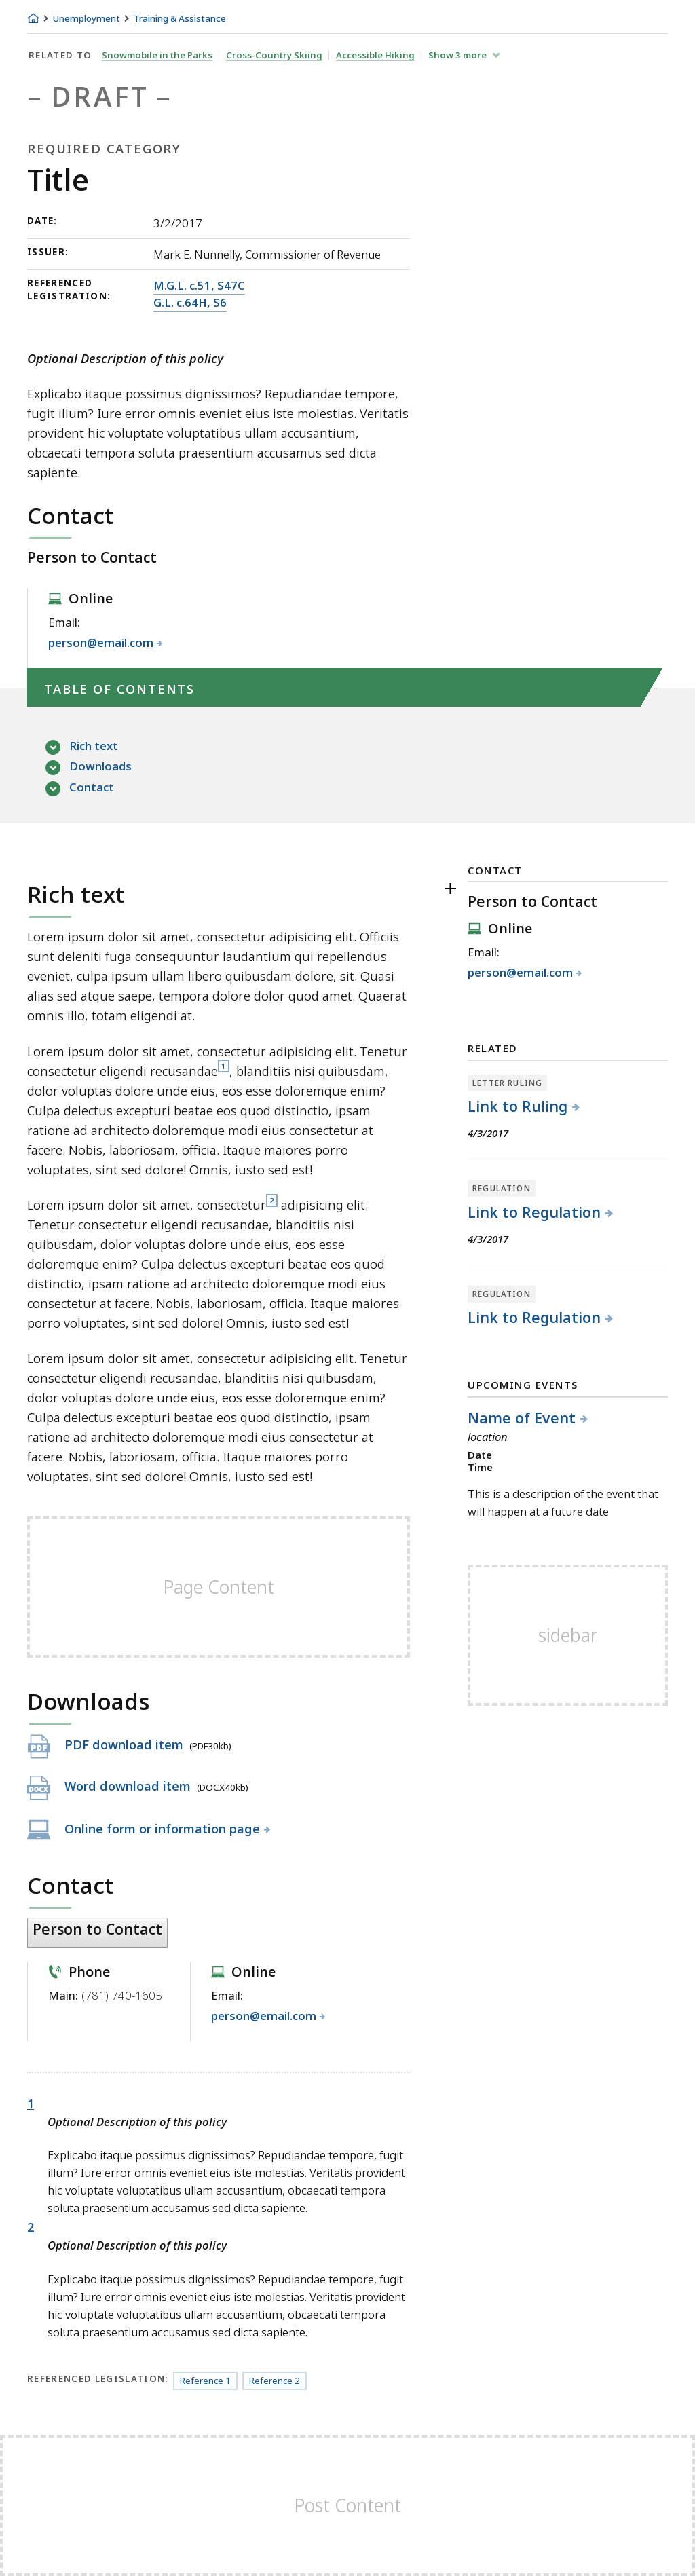 Unemployment Training & Assistance
RELATED TO Snowmobile in the Parks Cross-Country Skiing Accessible Hiking Show 3 more
– DRAFT –
REQUIRED CATEGORY
Title
DATE: 3/2/2017
ISSUER: Mark E. Nunnelly, Commissioner of Revenue
REFERENCED
LEGISTRATION:
M.G.L. c.51, S47C
G.L. c.64H, S6
Optional Description of this policy
Explicabo itaque possimus dignissimos? Repudiandae tempore,
fugit illum? Iure error omnis eveniet eius iste molestias. Veritatis
provident hic voluptate voluptatibus ullam accusantium,
obcaecati tempora soluta praesentium accusamus sed dicta
sapiente.
Contact
Person to Contact
Online
Email:
person@email.com
TABLE OF CONTENTS
Rich text
Downloads
Contact
Rich text
Lorem ipsum dolor sit amet, consectetur adipisicing elit. Officiis
sunt deleniti fuga consequuntur laudantium qui repellendus
eveniet, culpa ipsum ullam libero quibusdam dolore, sit. Quasi
alias sed atque saepe, tempora dolore dolor quod amet. Quaerat
omnis illo, totam eligendi at.
Lorem ipsum dolor sit amet, consectetur adipisicing elit. Tenetur
consectetur eligendi recusandae1, blanditiis nisi quibusdam,
dolor voluptas dolore unde eius, eos esse doloremque enim?
Culpa delectus excepturi beatae eos quod distinctio, ipsam
ratione ad architecto doloremque modi eius consectetur at
facere. Nobis, laboriosam, officia. Itaque maiores porro
voluptates, sint sed dolore! Omnis, iusto sed est!
Lorem ipsum dolor sit amet, consectetur2 adipisicing elit.
Tenetur consectetur eligendi recusandae, blanditiis nisi
quibusdam, dolor voluptas dolore unde eius, eos esse
doloremque enim? Culpa delectus excepturi beatae eos quod
distinctio, ipsam ratione ad architecto doloremque modi eius
consectetur at facere. Nobis, laboriosam, officia. Itaque maiores
porro voluptates, sint sed dolore! Omnis, iusto sed est!
Lorem ipsum dolor sit amet, consectetur adipisicing elit. Tenetur
consectetur eligendi recusandae, blanditiis nisi quibusdam,
dolor voluptas dolore unde eius, eos esse doloremque enim?
Culpa delectus excepturi beatae eos quod distinctio, ipsam
ratione ad architecto doloremque modi eius consectetur at
facere. Nobis, laboriosam, officia. Itaque maiores porro
voluptates, sint sed dolore! Omnis, iusto sed est!
Page Content
Downloads
PDF PDF download item (PDF30kb)
DOCX Word download item (DOCX40kb)
Online form or information page
Contact
Person to Contact
Phone
Main: (781) 740-1605
Online
Email:
person@email.com
1
Optional Description of this policy
Explicabo itaque possimus dignissimos? Repudiandae tempore, fugit
illum? Iure error omnis eveniet eius iste molestias. Veritatis provident
hic voluptate voluptatibus ullam accusantium, obcaecati tempora
soluta praesentium accusamus sed dicta sapiente.
2
Optional Description of this policy
Explicabo itaque possimus dignissimos? Repudiandae tempore, fugit
illum? Iure error omnis eveniet eius iste molestias. Veritatis provident
hic voluptate voluptatibus ullam accusantium, obcaecati tempora
soluta praesentium accusamus sed dicta sapiente.
REFERENCED LEGISLATION: Reference 1 Reference 2
CONTACT
Person to Contact
Online
Email:
person@email.com
RELATED
LETTER RULING
Link to Ruling
4/3/2017
REGULATION
Link to Regulation
4/3/2017
REGULATION
Link to Regulation
UPCOMING EVENTS
Name of Event
location
Date
Time
This is a description of the event that
will happen at a future date
sidebar
Post Content